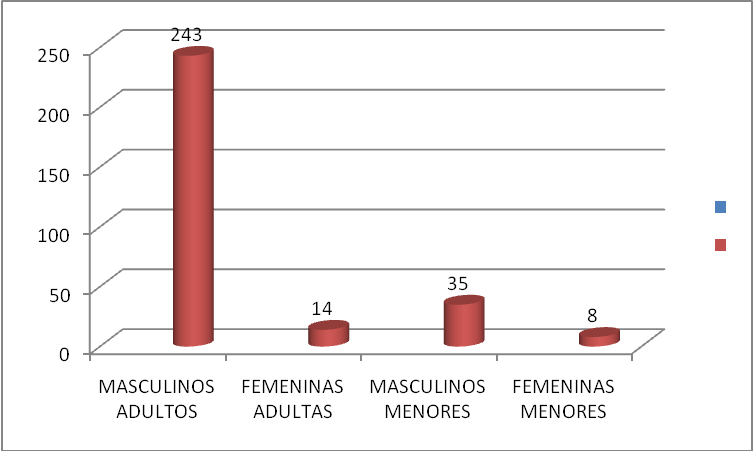 243
250
200
150
100
50
0
14
35
8
MASCULINOS ADULTOS
FEMENINAS ADULTAS
MASCULINOS MENORES
FEMENINAS MENORES